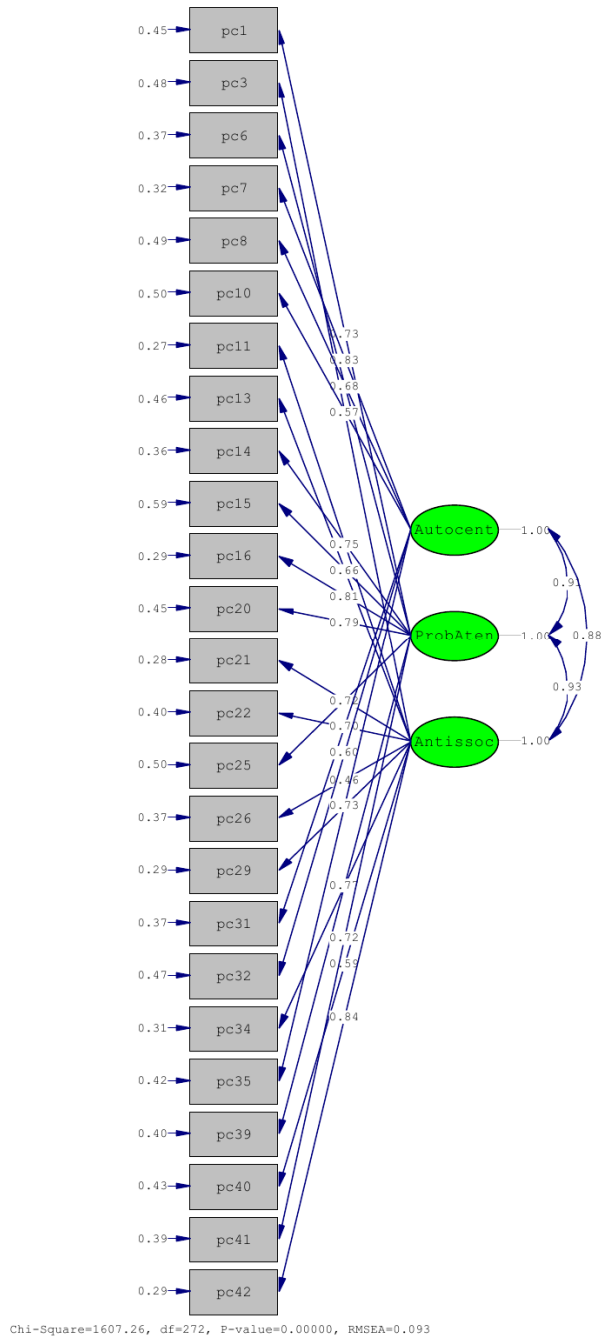 0.45 pc1
0.48 pc3
0.37 pc6
0.32 pc7
0.49 pc8
0.50 pc10
0.27 pc11
0.46 pc13
0.36 pc14
0.59 pc15
0.29 pc16
0.45 pc20
0.28 pc21
0.40 pc22
0.50 pc25
0.37 pc26
0.29 pc29
0.37 pc31
0.47 pc32
0.31 pc34
0.42 pc35
0.40 pc39
0.43 pc40
0.39 pc41
0.29 pc42
0.73
0.83
0.68
0.57
0.75
0.66
0.81
0.79
0.72
0.70
0.60
0.46
0.73
0.72
0.59
0.84
Autocent 1.00
ProbAten 1.00
Antissoc 1.00
0.88
0.93
Chi-Square=1607.26, df=272, P-value=0.00000, RMSEA=0.093